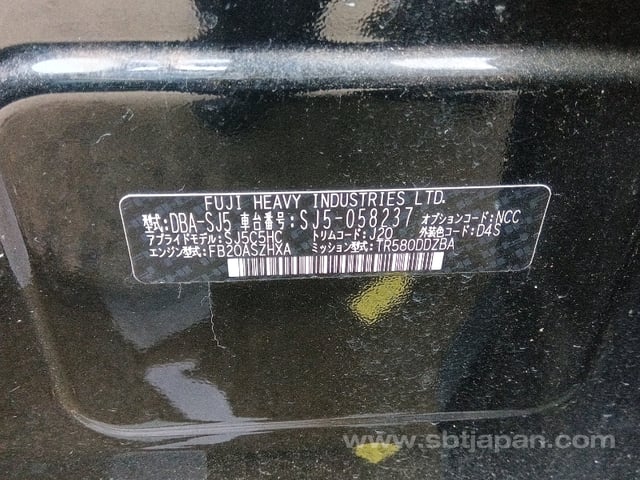 FUJI HEAVY INDUSTRIES LTD.
型式:DBA-SJ5 車台番号:SJ5-058237 オプションコード:NCC
アプライドモデル:SJ5C5HC トリムコード:J20 外装色コード:D4S
エンジン型式:FB20ASZHXA ミッション型式:TR580DDZBA
www.sbtjapan.com